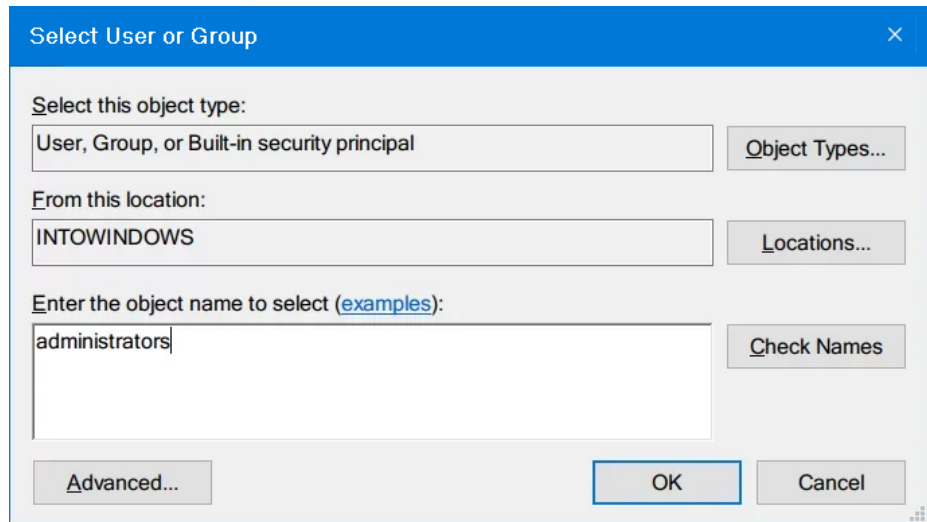 Select User or Group
Select this object type:
User, Group, or Built-in security principal
Object Types...
From this location:
INTOWINDOWS
Locations...
Enter the object name to select (examples):
administrators
Check Names
Advanced...
OK
Cancel